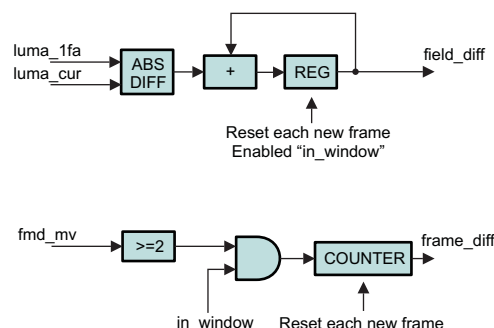 luma_1fa
luma_cur
ABS
DIFF
+
REG
field_diff
Reset each new frame
Enabled “in_window”
fmd_mv
>=2
COUNTER
frame_diff
in_window
Reset each new frame